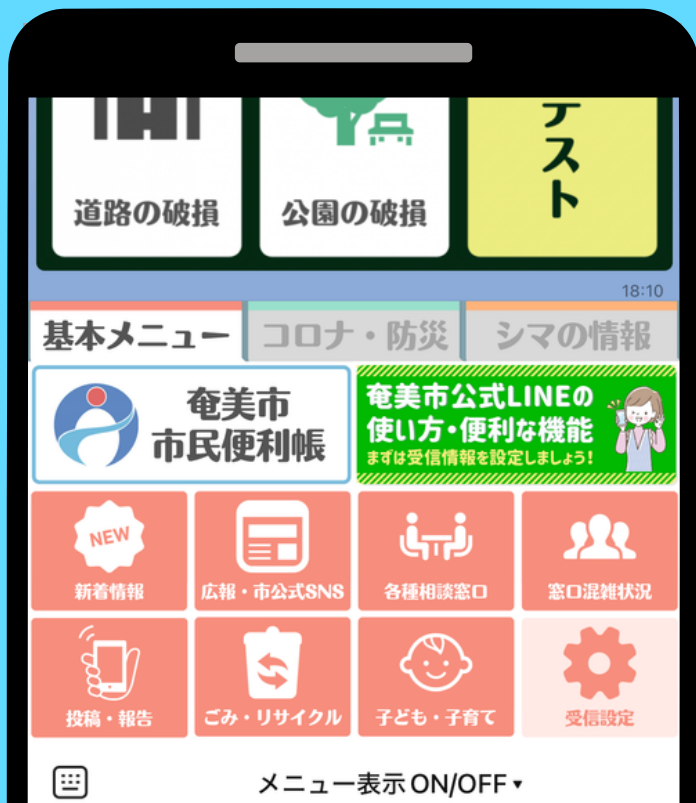 道路の破損
公園の破損
テスト
18:10
基本メニュー
コロナ・防災
シマの情報
奄美市
市民便利帳
奄美市公式LINEの
使い方・便利な機能
まずは受信情報を設定しましょう!
NEW
新着情報
広報・市公式SNS
各種相談窓口
窓口混雑状況
投稿・報告
ごみ・リサイクル
子ども・子育て
受信設定
メニュー表示ON/OFF▼